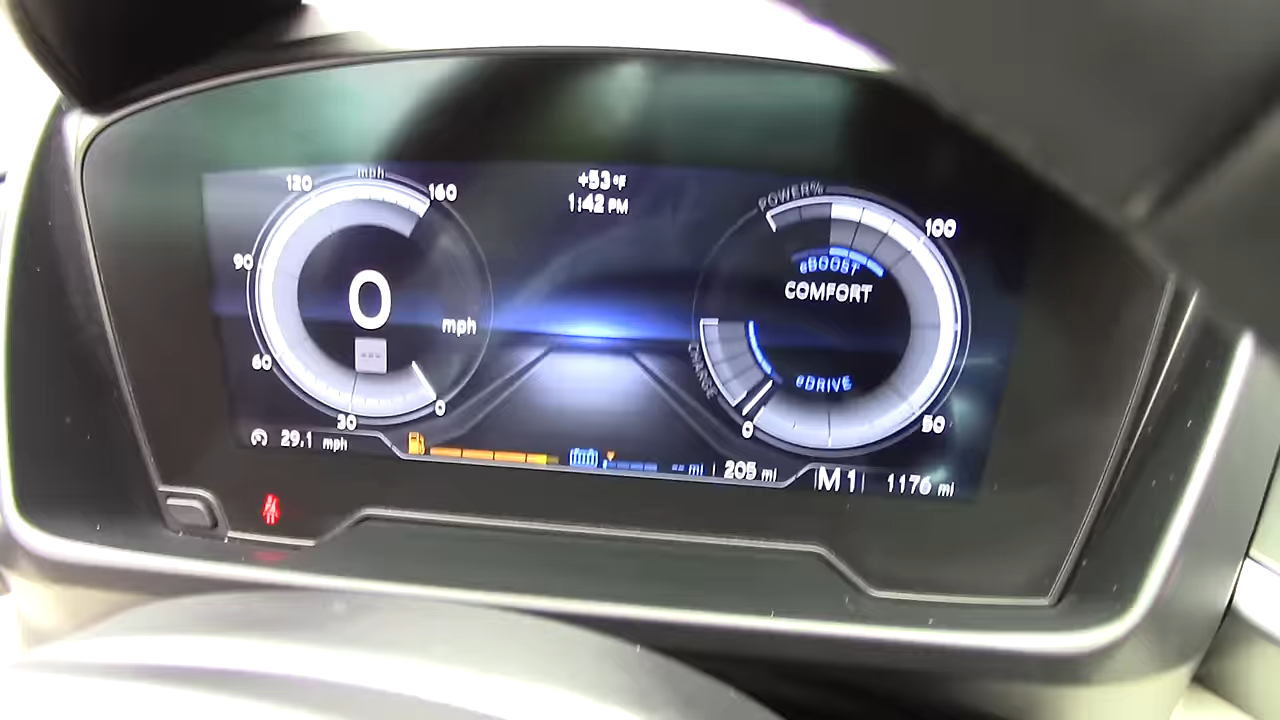 +53°F
1:42 PM
mph
120
160
90
0
mph
60
---
30
0
29.1 mph
POWER%
100
eBOOST
COMFORT
CHARGE
eDRIVE
0
50
-- mi | 205 mi
M1
1176 mi